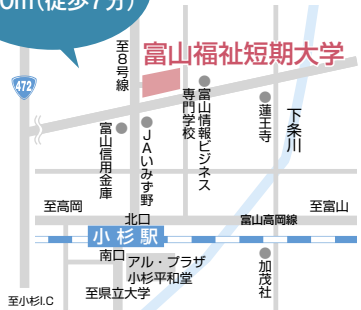 0m(徒歩7分)
至8号線
富山福祉短期大学
472
富山情報ビジネス
専門学校
蓮王寺
下条川
JAいみず野
富山信用金庫
至高岡
至富山
北口
富山高岡線
小杉駅
南口
アル・プラザ
小杉平和堂
加茂社
至県立大学
至小杉I.C